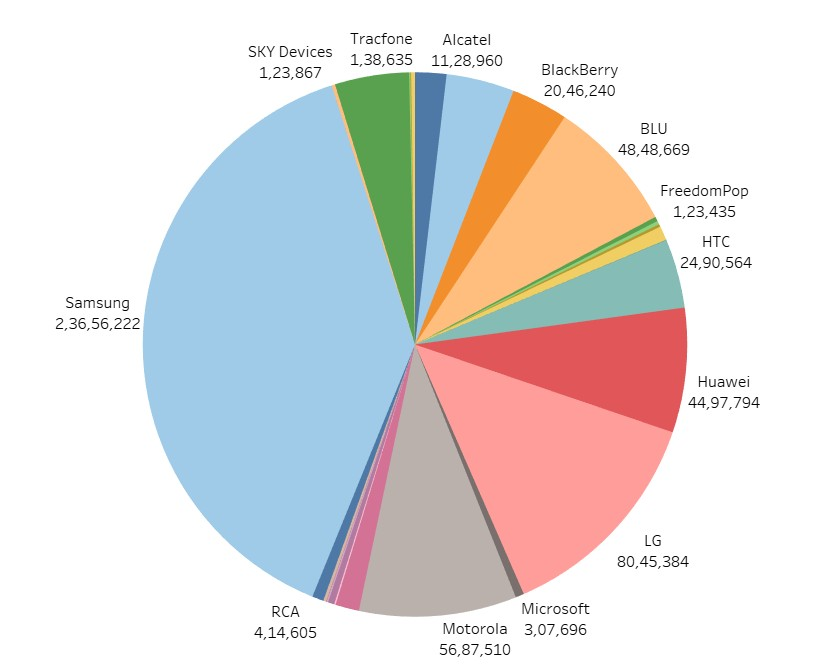 Tracfone
1,38,635
Alcatel
11,28,960
SKY Devices
1,23,867
BlackBerry
20,46,240
BLU
48,48,669
FreedomPop
1,23,435
HTC
24,90,564
Samsung
2,36,56,222
Huawei
44,97,794
LG
80,45,384
RCA
4,14,605
Microsoft
3,07,696
Motorola
56,87,510